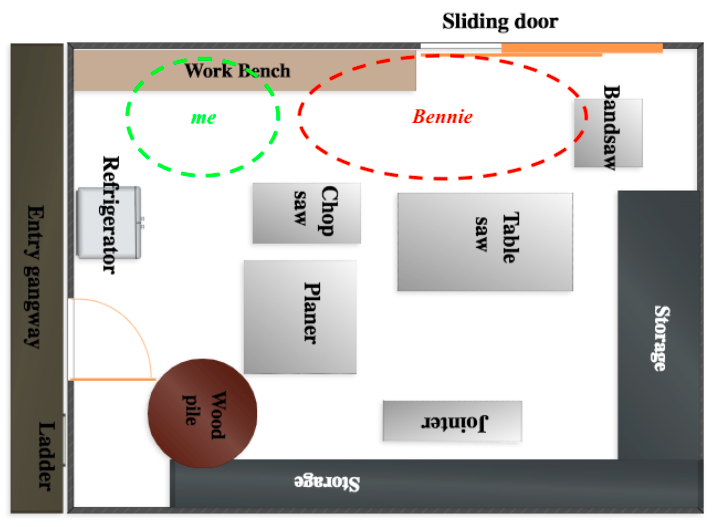 Sliding door
Work Bench
me
Bennie
Bandsaw
Refrigerator
Chop
saw
Table
saw
Entry gangway
Planer
Storage
Wood
pile
Jointer
Ladder
Storage